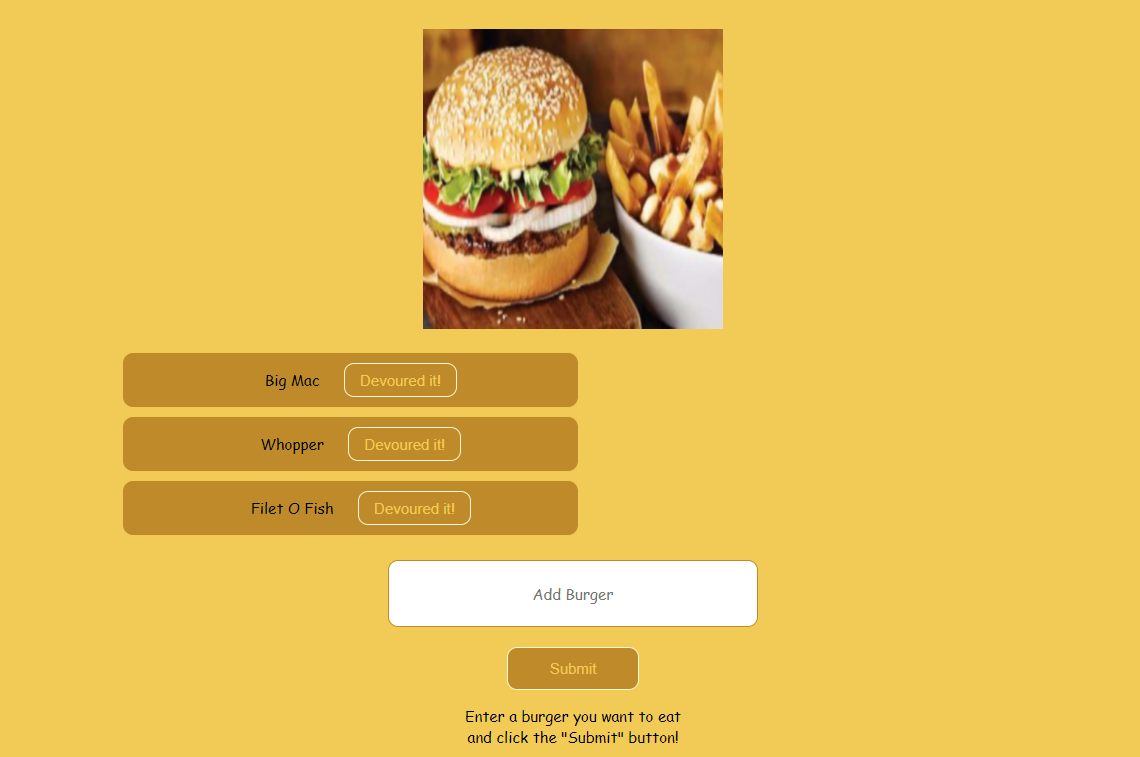 Big Mac Devoured it!
Whopper Devoured it!
Filet O Fish Devoured it!
Add Burger
Submit
Enter a burger you want to eat
and click the "Submit" button!